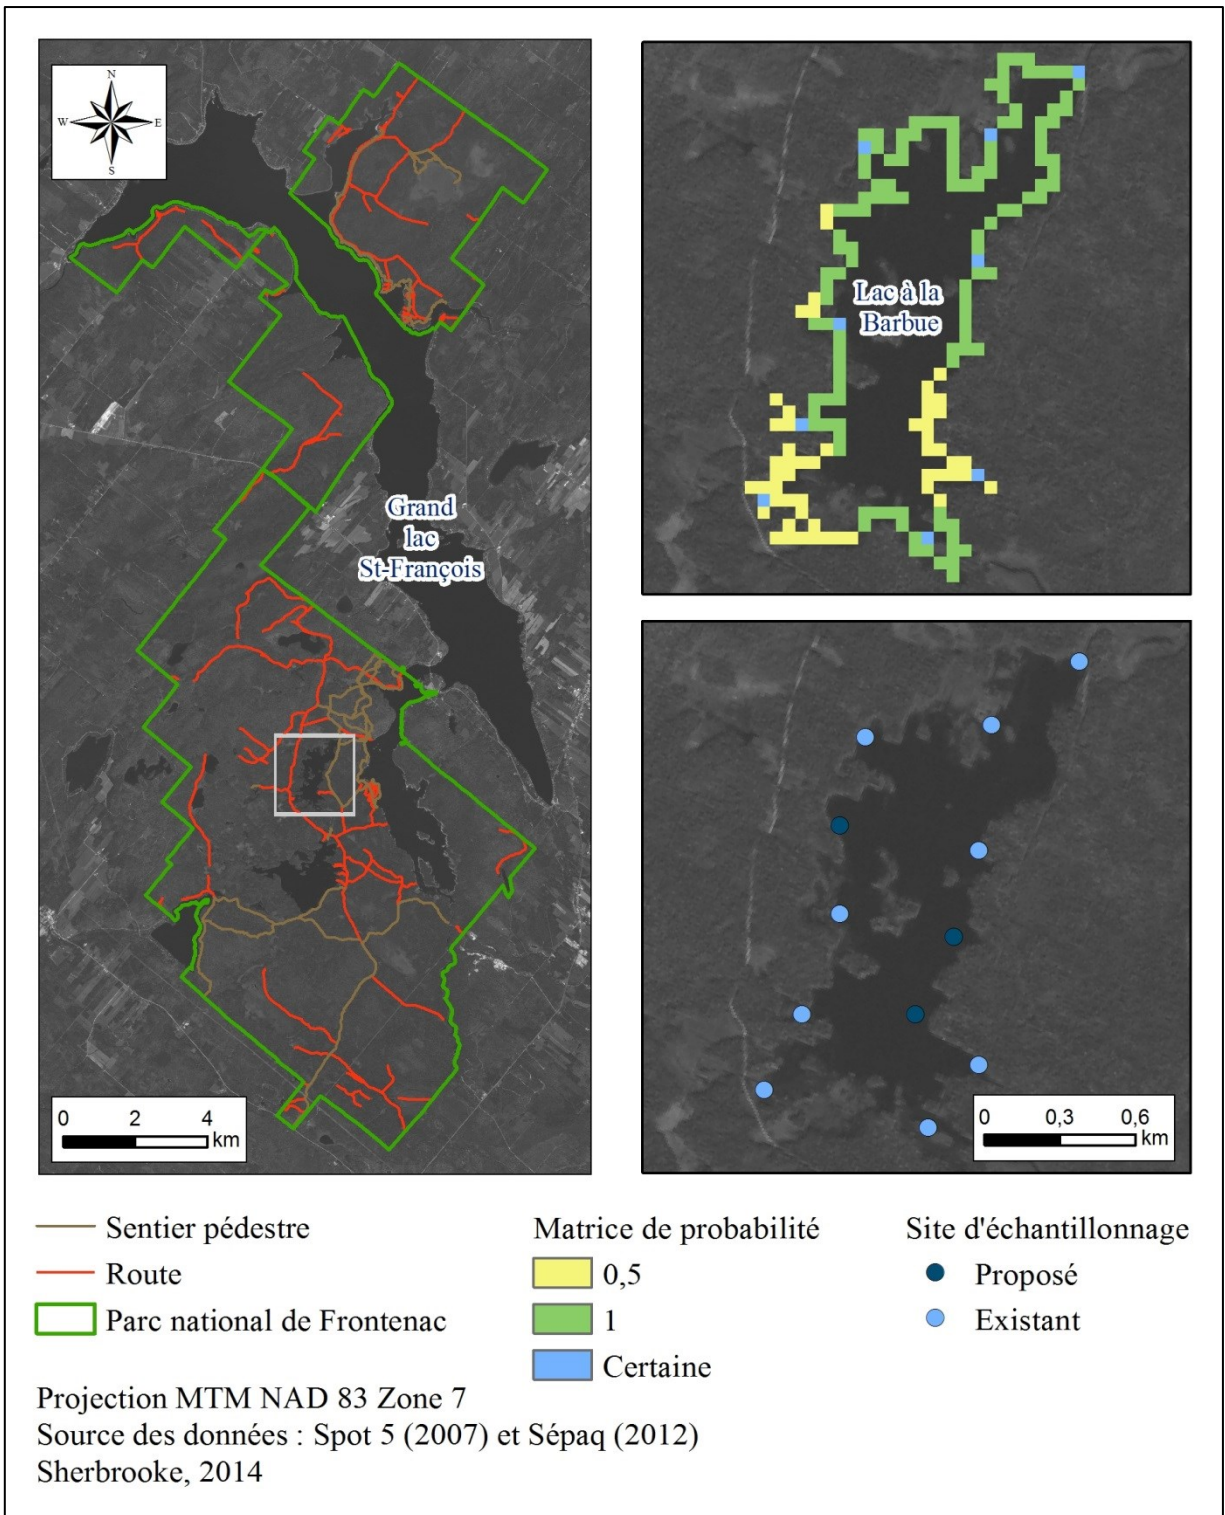 N
W E
S
Grand
lac
St-François
0 2 4
km
Lac à la
Barbue
0 0,3 0,6
km
Sentier pédestre
Route
Parc national de Frontenac
Matrice de probabilité
0,5
1
Certaine
Site d'échantillonnage
Proposé
Existant
Projection MTM NAD 83 Zone 7
Source des données : Spot 5 (2007) et Sépaq (2012)
Sherbrooke, 2014